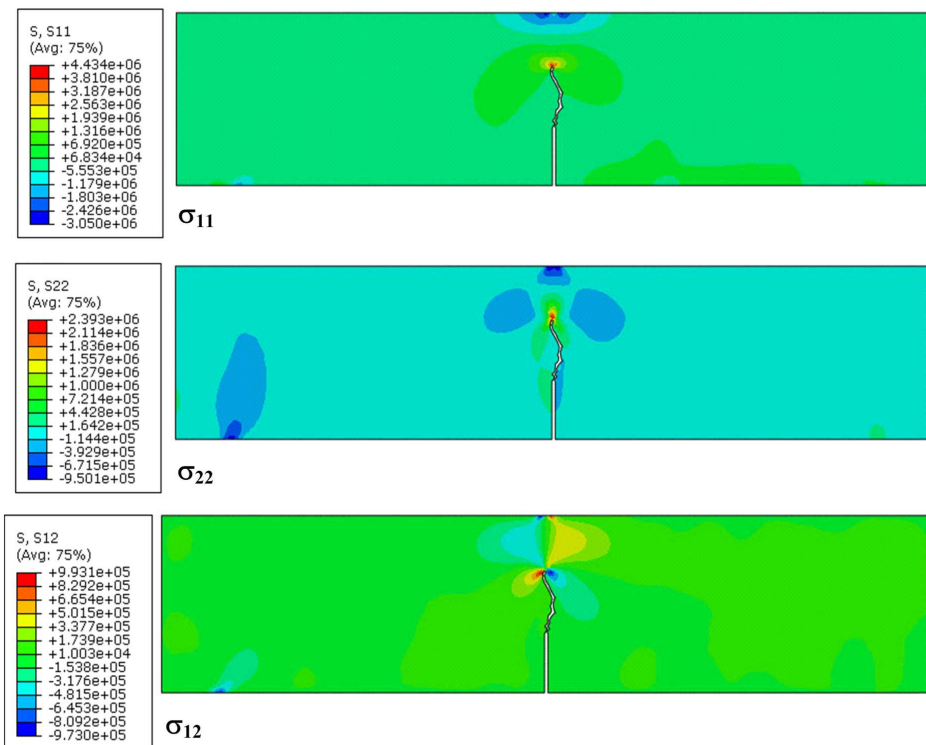 S, S11
(Avg: 75%)
+4.434e+06
+3.810e+06
+3.187e+06
+2.563e+06
+1.939e+06
+1.316e+06
+6.920e+05
+6.834e+04
-5.553e+05
-1.179e+06
-1.803e+06
-2.426e+06
-3.050e+06
σ11
S, S22
(Avg: 75%)
+2.393e+06
+2.114e+06
+1.836e+06
+1.557e+06
+1.279e+06
+1.000e+06
+7.214e+05
+4.428e+05
+1.642e+05
-1.144e+05
-3.929e+05
-6.715e+05
-9.501e+05
σ22
S, S12
(Avg: 75%)
+9.931e+05
+8.292e+05
+6.654e+05
+5.015e+05
+3.377e+05
+1.739e+05
+1.003e+04
-1.538e+05
-3.176e+05
-4.815e+05
-6.453e+05
-8.092e+05
-9.730e+05
σ12